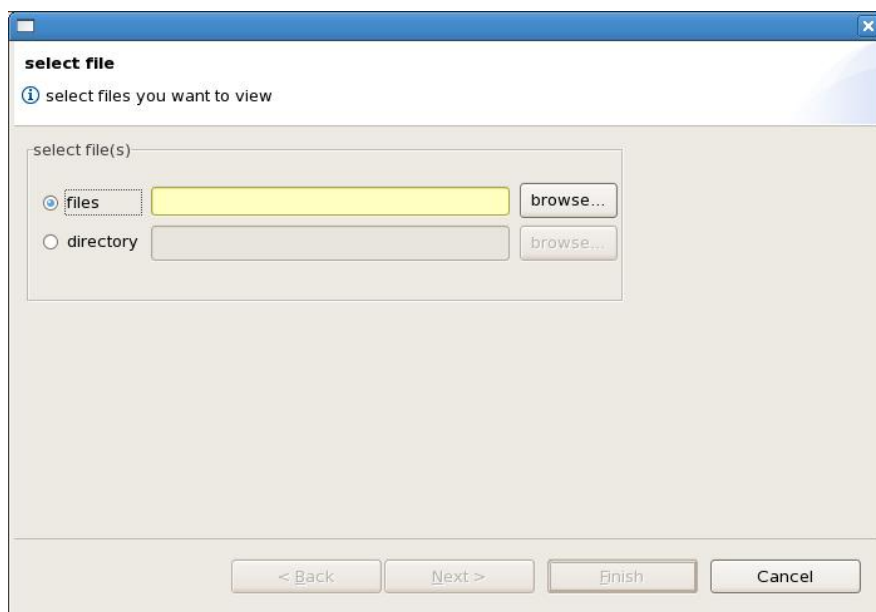 select file
select files you want to view
select file(s)
files browse...
directory browse...
< Back Next > Finish Cancel